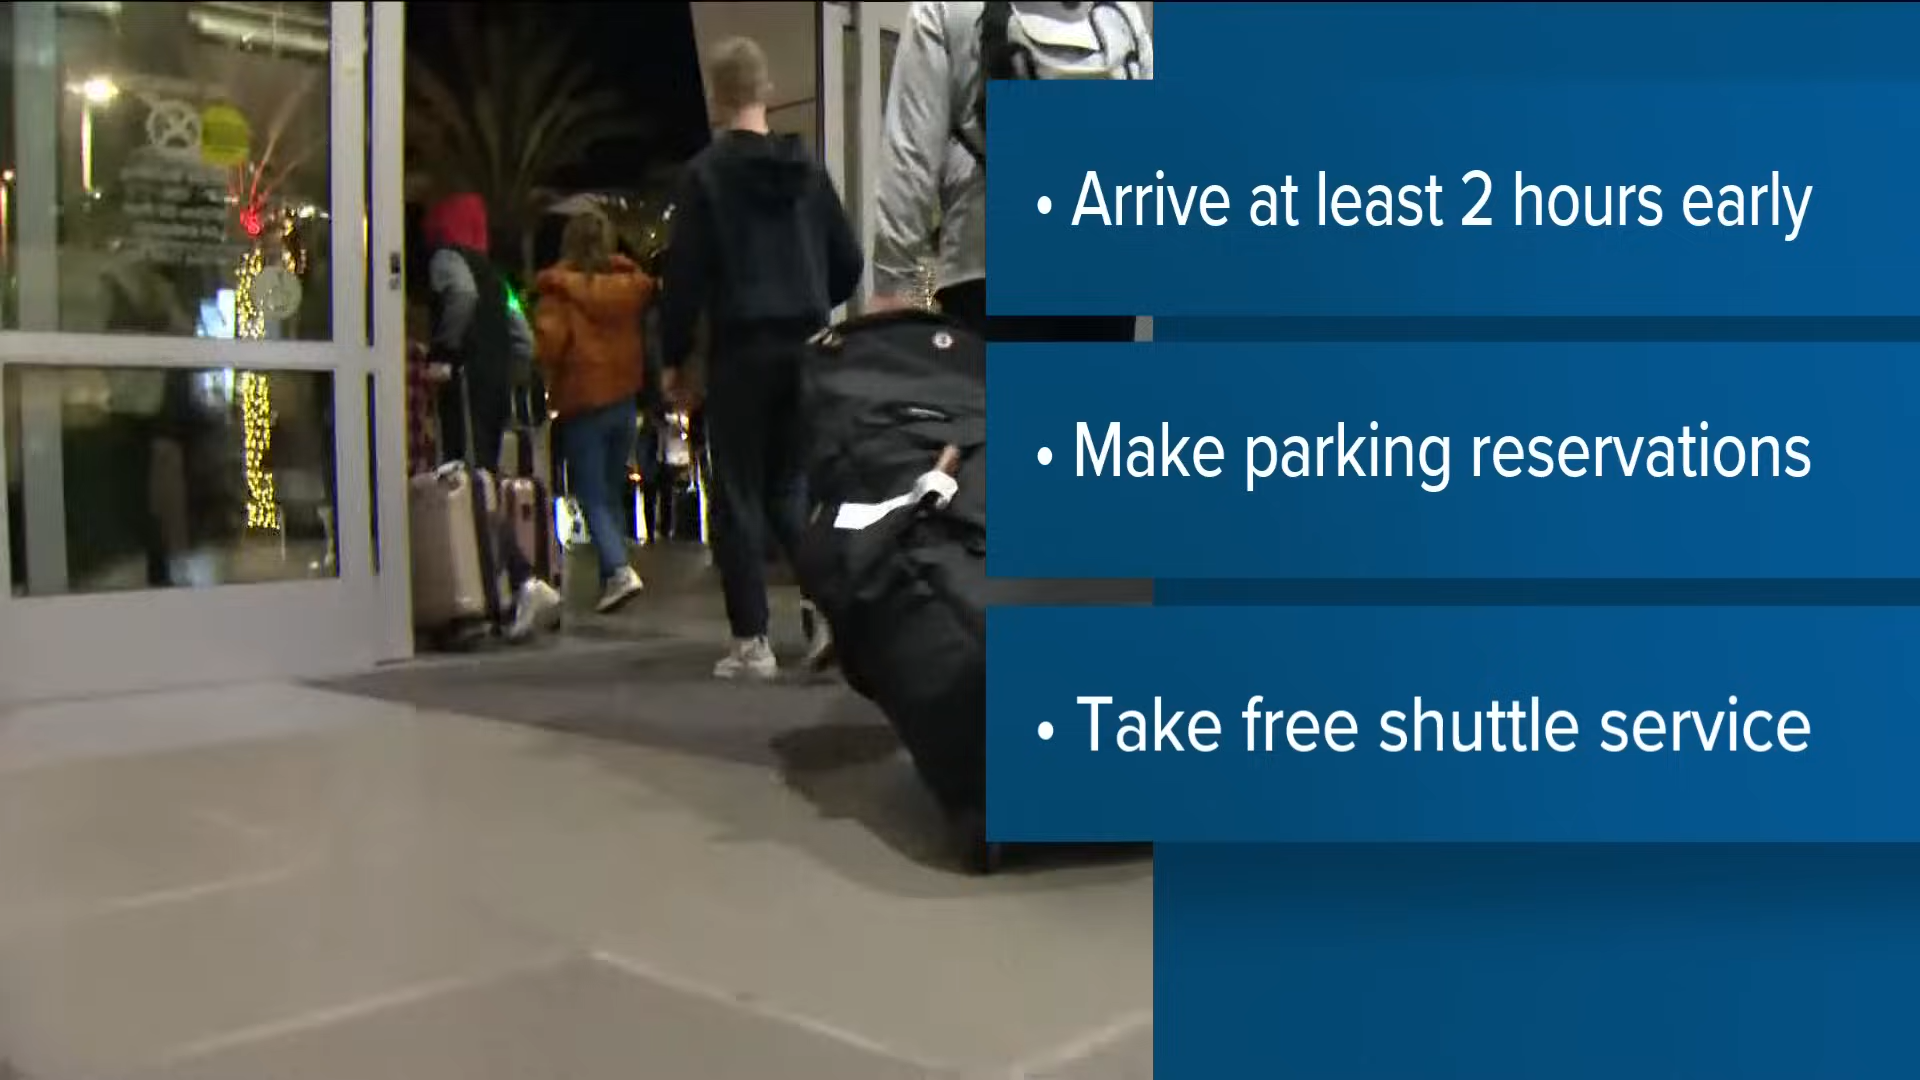 • Arrive at least 2 hours early
• Make parking reservations
• Take free shuttle service